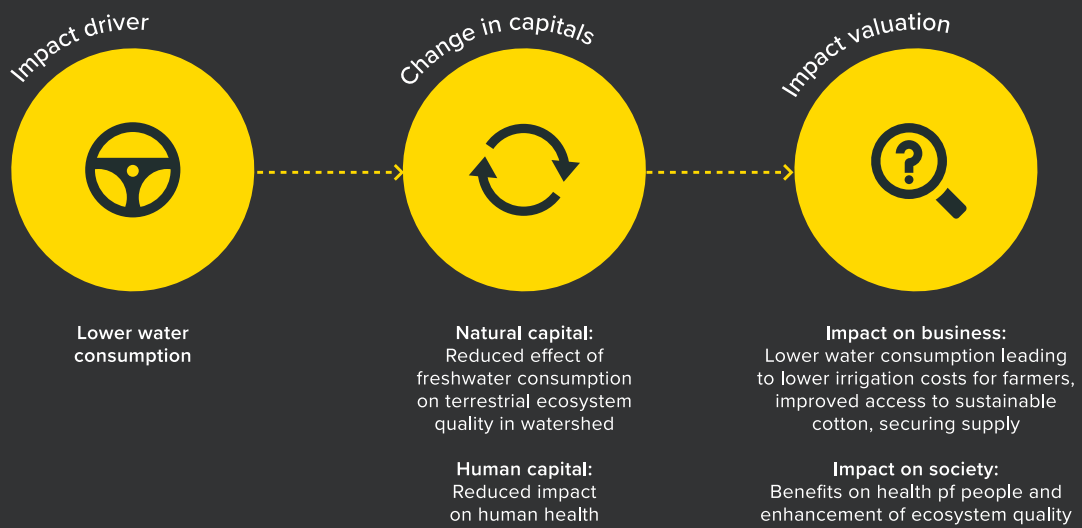 Impact driver
Change in capitals
Impact valuation
?
Lower water
consumption
Natural capital:
Reduced effect of
freshwater consumption
on terrestrial ecosystem
quality in watershed
Human capital:
Reduced impact
on human health
Impact on business:
Lower water consumption leading
to lower irrigation costs for farmers,
improved access to sustainable
cotton, securing supply
Impact on society:
Benefits on health pf people and
enhancement of ecosystem quality